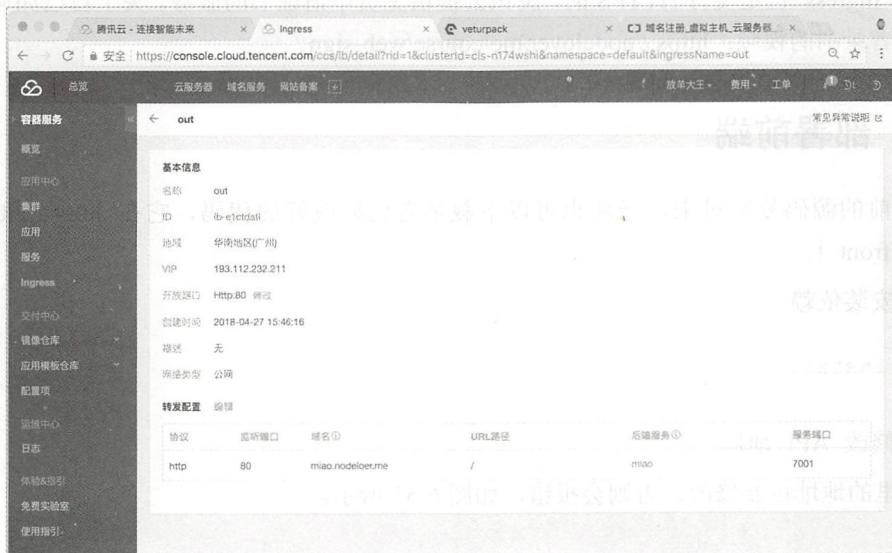 腾讯云 - 连接智能未来 × Ingress × veturpack × 域名注册_虚拟主机_云服务器 ×
安全 https://console.cloud.tencent.com/ccs/lb/detail?rid=1&clusterId=cls-n174wshi&namespace=default&ingressName=out
总览 云服务器 域名服务 网站备案 放羊大王 费用 工单
容器服务
概览
应用中心
集群
应用
服务
Ingress
交付中心
镜像仓库
应用模板仓库
配置项
运维中心
日志
体验&指引
免费实验室
使用指引
out 常见异常说明
基本信息
名称 out
ID
地域 华南地区(广州)
VIP 193.112.232.211
开放端口 Http:80 修改
创建时间 2018-04-27 15:46:16
描述 无
网络类型 公网
转发配置 编辑
协议 监听端口 域名 URL路径 后端服务 服务端口
http 80 miao.nodeloer.me / miao 7001